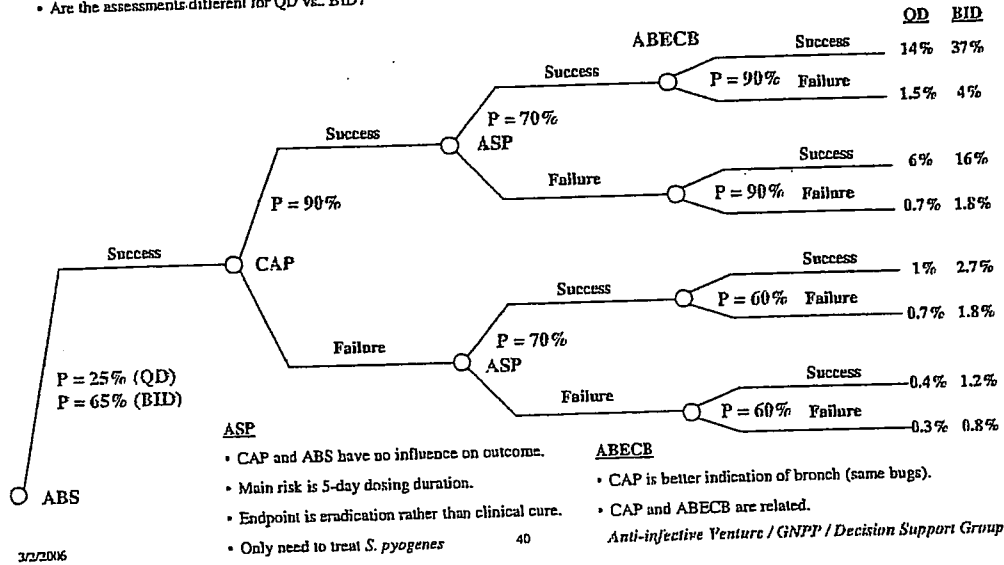 • Are the assessments different for QD vs. BID?
QD BID
ABECB
Success 14% 37%
P = 90% Failure
1.5% 4%
Success
P = 70%
ASP
Success
P = 90%
Success 6% 16%
Failure
P = 90% Failure
0.7% 1.8%
Success
CAP
Success 1% 2.7%
Success
P = 60% Failure
0.7% 1.8%
P = 70%
Failure
ASP
P = 25% (QD)
P = 65% (BID)
Success 0.4% 1.2%
Failure
P = 60% Failure
0.3% 0.8%
ABS
ASP
• CAP and ABS have no influence on outcome.
• Main risk is 5-day dosing duration.
• Endpoint is eradication rather than clinical cure.
• Only need to treat S. pyogenes
ABECB
• CAP is better indication of bronch (same bugs).
• CAP and ABECB are related.
3/2/2006
40
Anti-infective Venture / GNPP / Decision Support Group